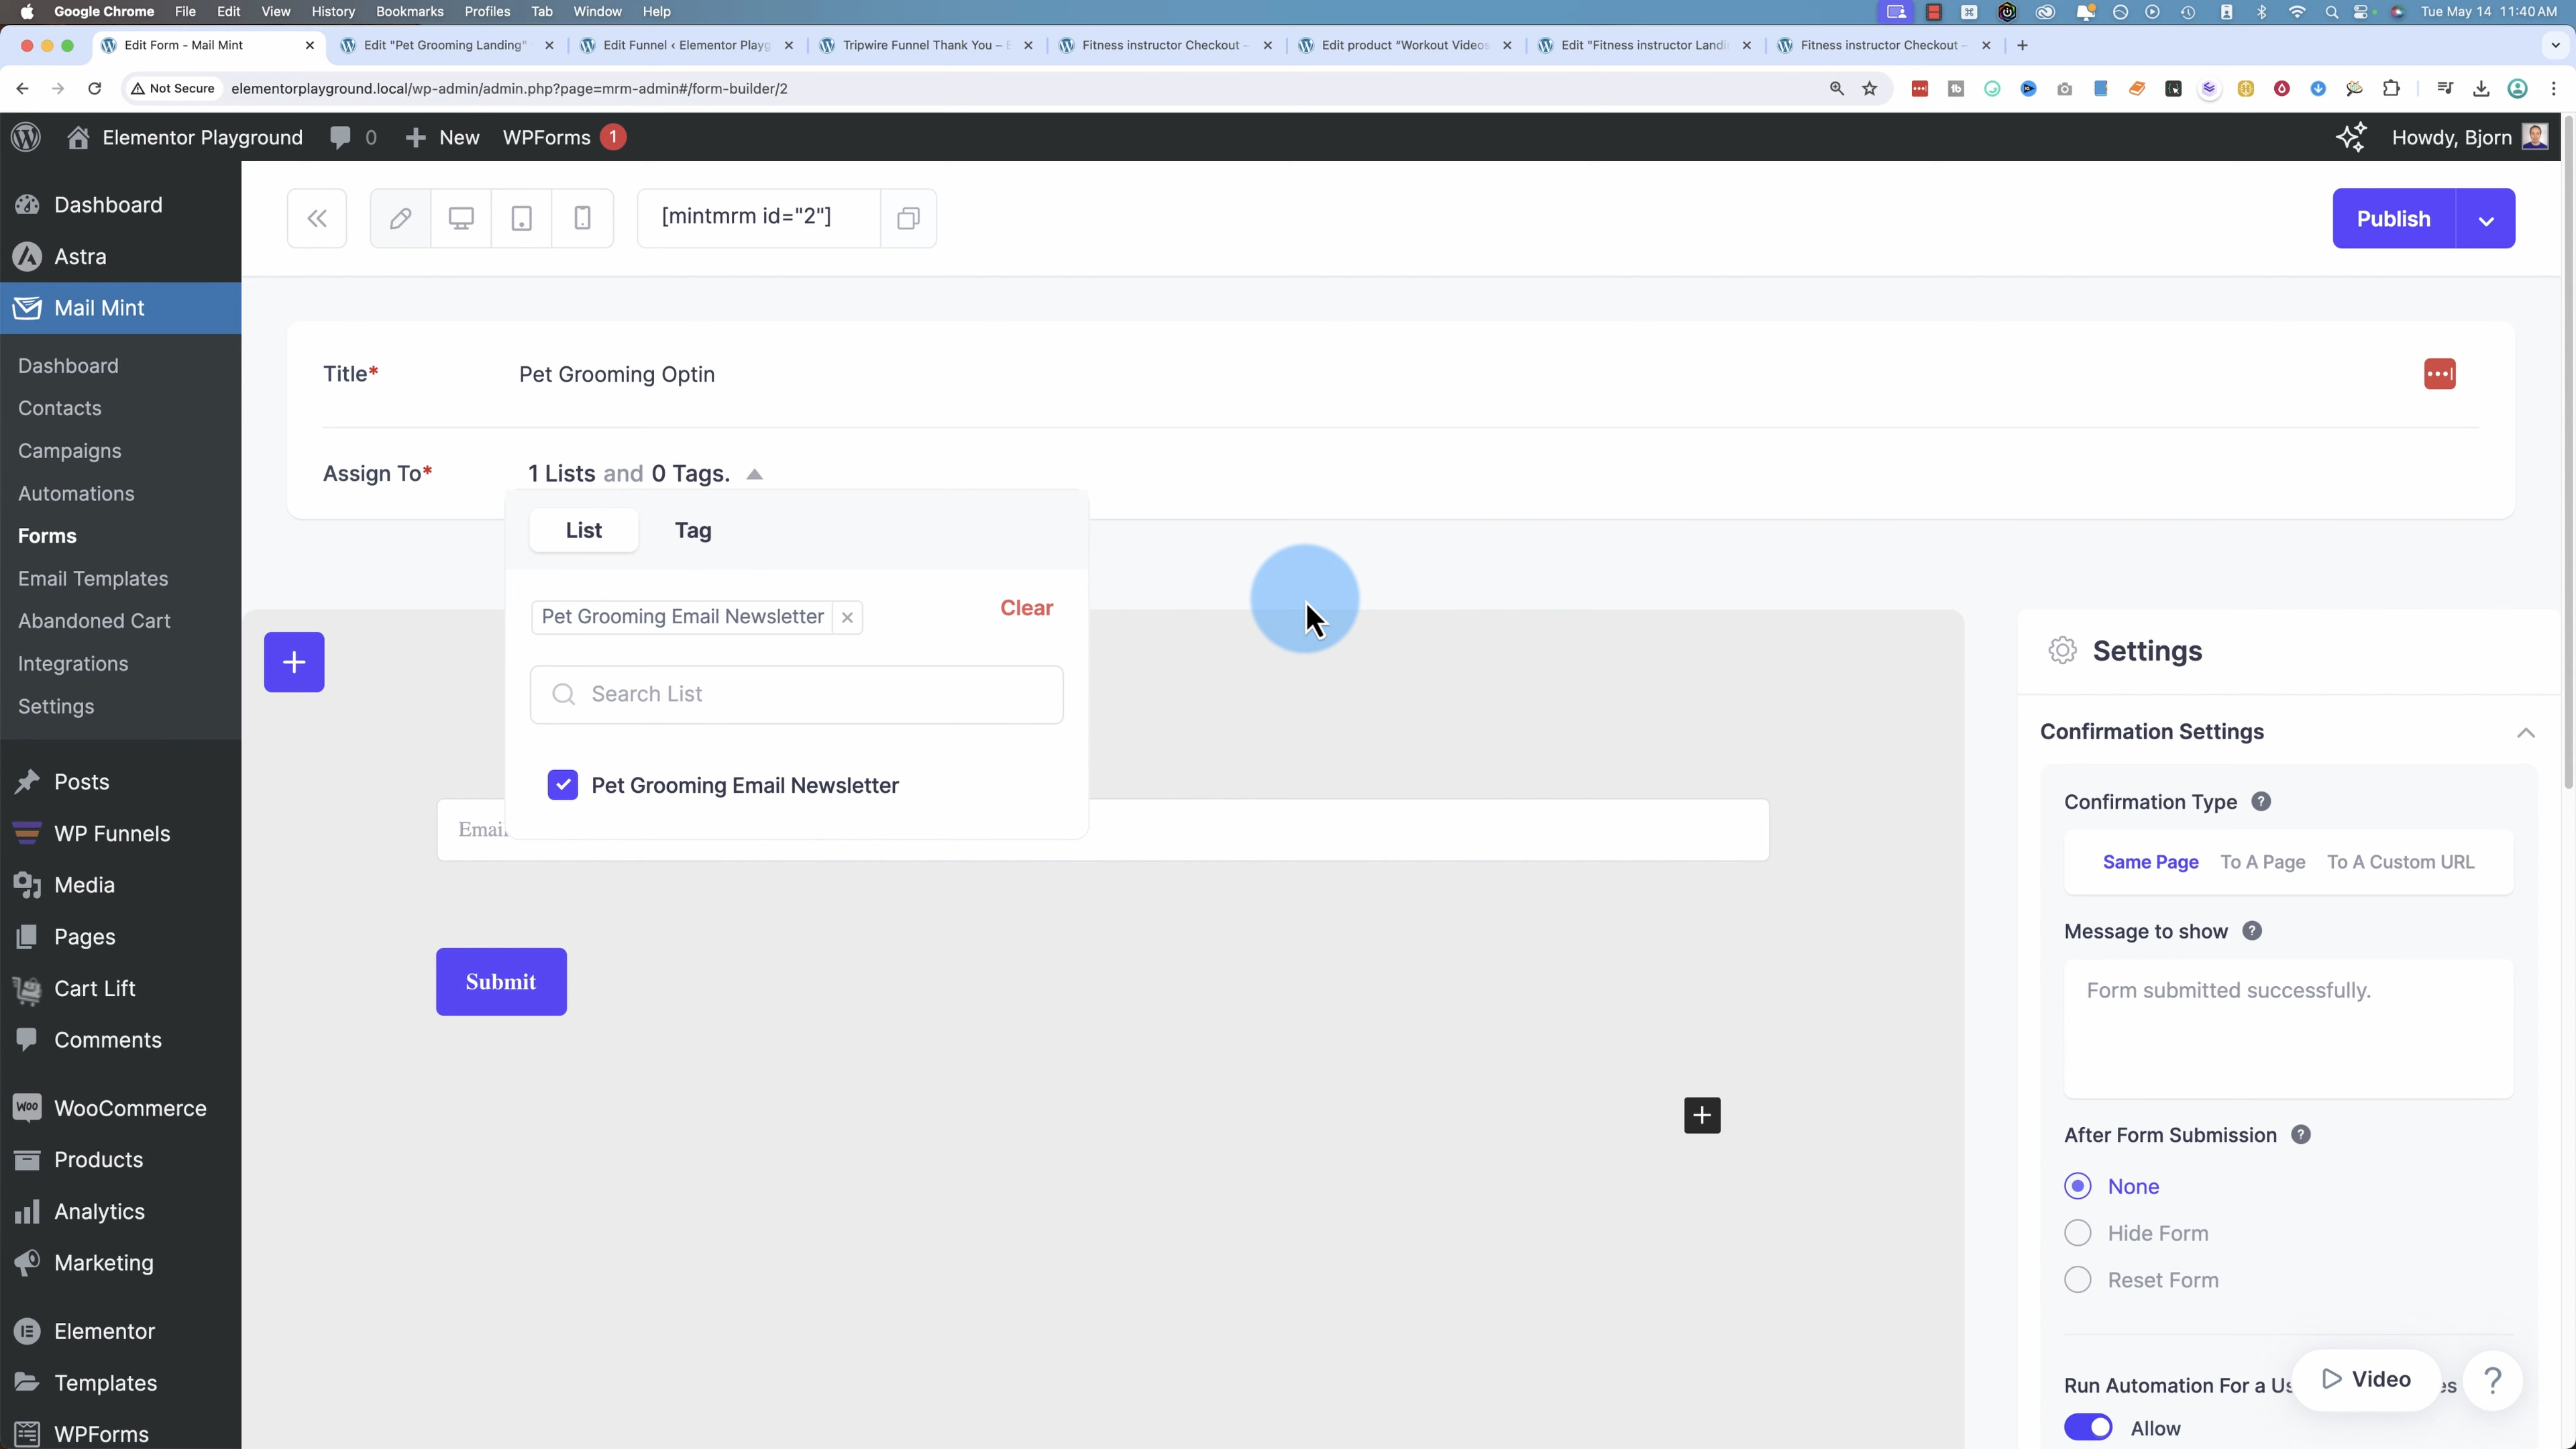 Google Chrome File Edit View History Bookmarks Profiles Tab Window Help
Tue May 14 11:40 AM
Edit Form - Mail Mint
Edit "Pet Grooming Landing"
Edit Funnel ‹ Elementor Playg
Tripwire Funnel Thank You –
Fitness instructor Checkout –
Edit product "Workout Videos
Edit "Fitness instructor Landi
Fitness instructor Checkout –
Not Secure
elementorplayground.local/wp-admin/admin.php?page=mrm-admin#/form-builder/2
Elementor Playground
0
New
WPForms 1
Howdy, Bjorn
Dashboard
Astra
Mail Mint
Dashboard
Contacts
Campaigns
Automations
Forms
Email Templates
Abandoned Cart
Integrations
Settings
Posts
WP Funnels
Media
Pages
Cart Lift
Comments
WOO WooCommerce
Products
Analytics
Marketing
Elementor
Templates
WPForms
[mintmrm id="2"]
Publish
Title*
Pet Grooming Optin
Assign To*
1 Lists and 0 Tags.
List
Tag
Pet Grooming Email Newsletter
Clear
Search List
Pet Grooming Email Newsletter
Email
Submit
Settings
Confirmation Settings
Confirmation Type ?
Same Page
To A Page
To A Custom URL
Message to show ?
Form submitted successfully.
After Form Submission ?
None
Hide Form
Reset Form
Run Automation For a Us
es
Video
?
Allow